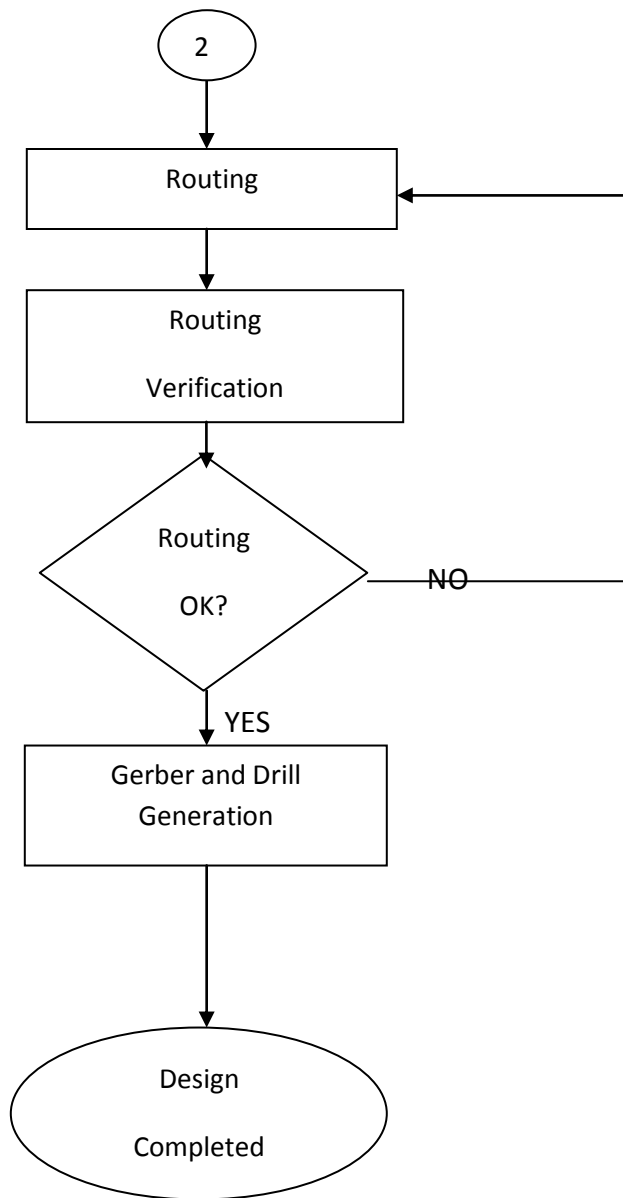 2
Routing
Routing
Verification
Routing
OK?
NO
YES
Gerber and Drill
Generation
Design
Completed